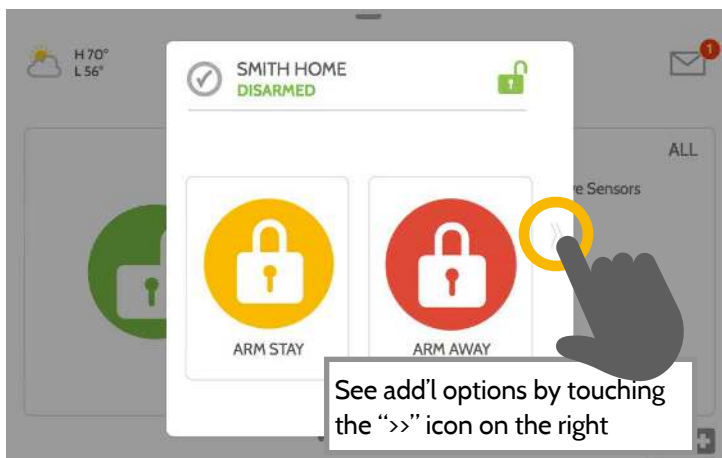 H 70°
L 56°
1
SMITH HOME
DISARMED
ALL
e Sensors
ARM STAY
ARM AWAY
See add'l options by touching
the “>>” icon on the right